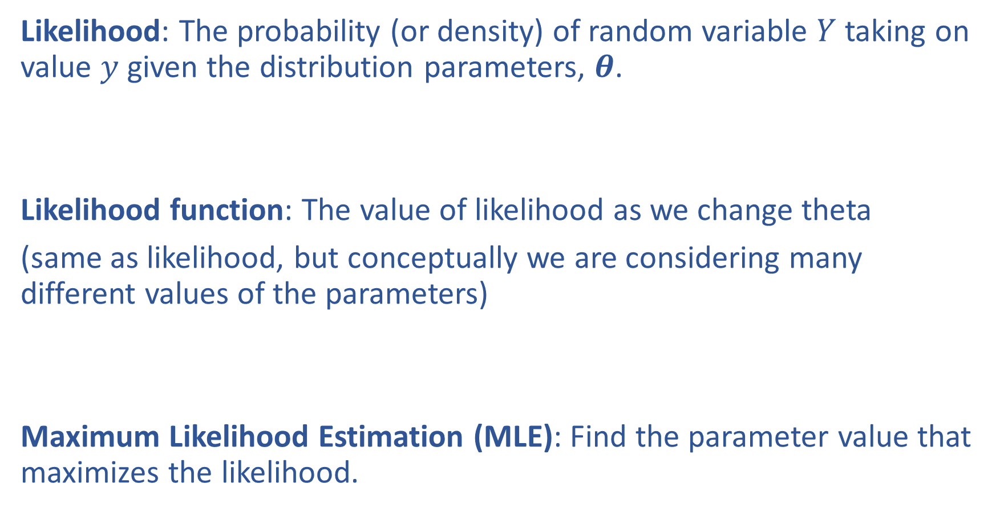 Likelihood: The probability (or density) of random variable Y taking on
value y given the distribution parameters, θ.
Likelihood function: The value of likelihood as we change theta
(same as likelihood, but conceptually we are considering many
different values of the parameters)
Maximum Likelihood Estimation (MLE): Find the parameter value that
maximizes the likelihood.